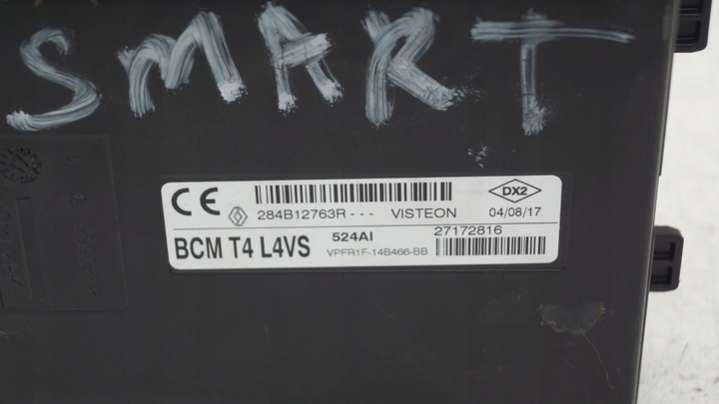 SMART
CE DX2
284B12763R--- VISTEON 04/08/17
BCM T4 L4VS 524AI 27172816
VPFR1F-14B466-BB